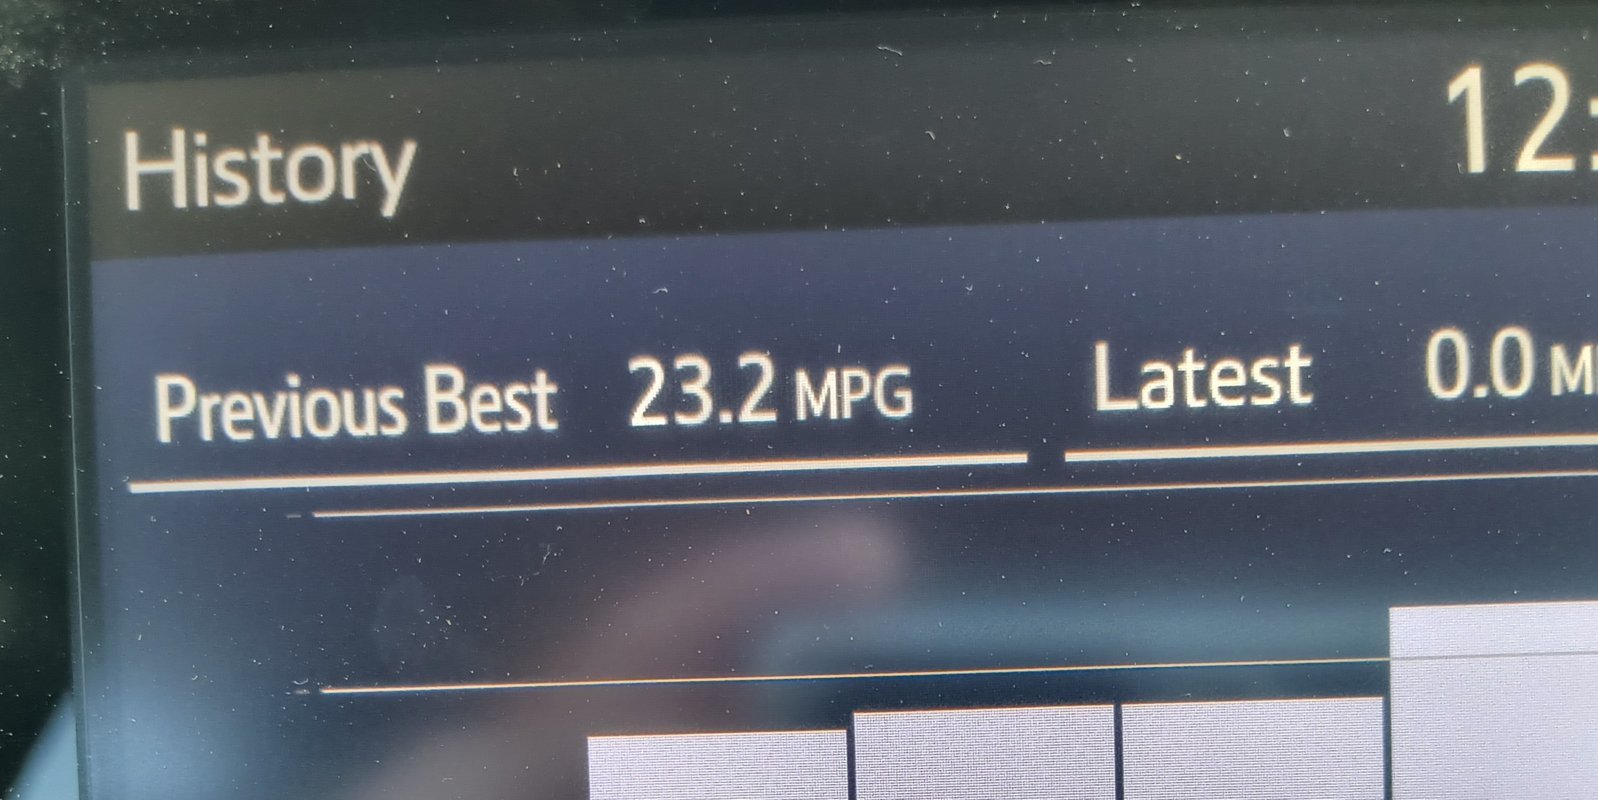 History 12:
Previous Best 23.2 MPG Latest 0.0 M